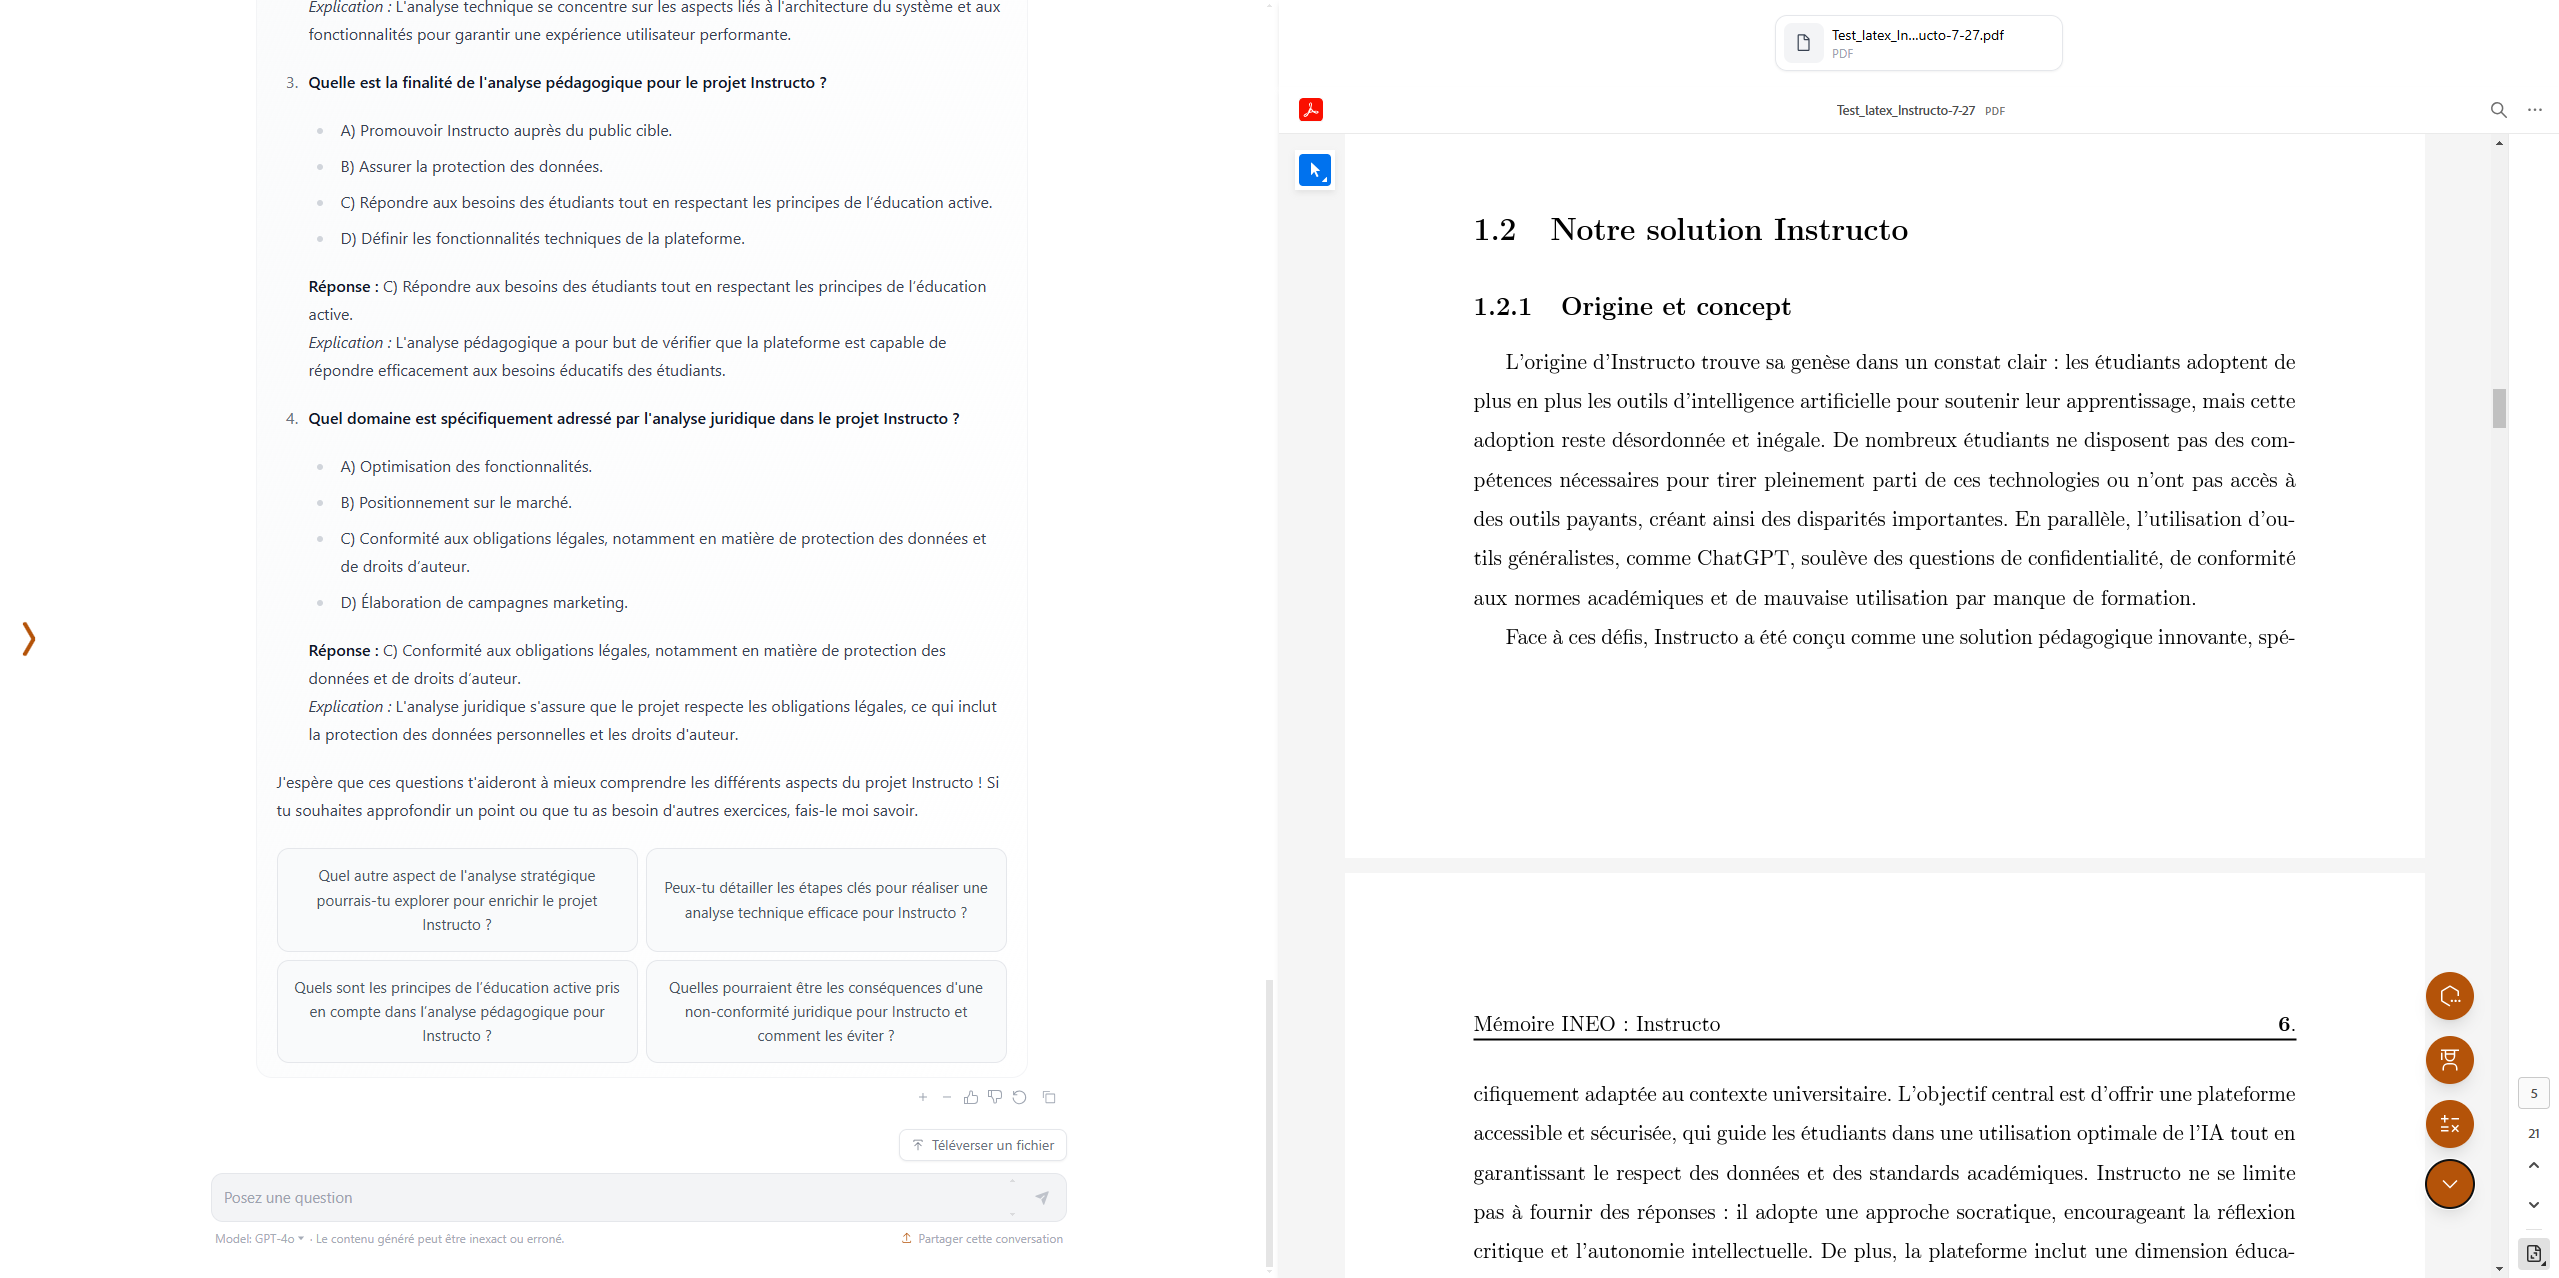 Explication : L'analyse technique se concentre sur les aspects liés à l'architecture du système et aux
fonctionnalités pour garantir une expérience utilisateur performante.
3. Quelle est la finalité de l'analyse pédagogique pour le projet Instructo ?
A) Promouvoir Instructo auprès du public cible.
B) Assurer la protection des données.
C) Répondre aux besoins des étudiants tout en respectant les principes de l'éducation active.
D) Définir les fonctionnalités techniques de la plateforme.
Réponse : C) Répondre aux besoins des étudiants tout en respectant les principes de l'éducation
active.
Explication : L'analyse pédagogique a pour but de vérifier que la plateforme est capable de
répondre efficacement aux besoins éducatifs des étudiants.
4. Quel domaine est spécifiquement adressé par l'analyse juridique dans le projet Instructo ?
A) Optimisation des fonctionnalités.
B) Positionnement sur le marché.
C) Conformité aux obligations légales, notamment en matière de protection des données et
de droits d'auteur.
D) Élaboration de campagnes marketing.
Réponse : C) Conformité aux obligations légales, notamment en matière de protection des
données et de droits d'auteur.
Explication : L'analyse juridique s'assure que le projet respecte les obligations légales, ce qui inclut
la protection des données personnelles et les droits d'auteur.
J'espère que ces questions t'aideront à mieux comprendre les différents aspects du projet Instructo ! Si
tu souhaites approfondir un point ou que tu as besoin d'autres exercices, fais-le moi savoir.
Quel autre aspect de l'analyse stratégique
pourrais-tu explorer pour enrichir le projet
Instructo ?
Peux-tu détailler les étapes clés pour réaliser une
analyse technique efficace pour Instructo ?
Quels sont les principes de l'éducation active pris
en compte dans l'analyse pédagogique pour
Instructo ?
Quelles pourraient être les conséquences d'une
non-conformité juridique pour Instructo et
comment les éviter ?
Téléverser un fichier
Posez une question
Model: GPT-4o · Le contenu généré peut être inexact ou erroné.
Partager cette conversation
Test_latex_In...ucto-7-27.pdf
PDF
Test_latex_Instructo-7-27 PDF
1.2 Notre solution Instructo
1.2.1 Origine et concept
L'origine d'Instructo trouve sa genèse dans un constat clair : les étudiants adoptent de
plus en plus les outils d'intelligence artificielle pour soutenir leur apprentissage, mais cette
adoption reste désordonnée et inégale. De nombreux étudiants ne disposent pas des com-
pétences nécessaires pour tirer pleinement parti de ces technologies ou n'ont pas accès à
des outils payants, créant ainsi des disparités importantes. En parallèle, l'utilisation d'ou-
tils généralistes, comme ChatGPT, soulève des questions de confidentialité, de conformité
aux normes académiques et de mauvaise utilisation par manque de formation.
Face à ces défis, Instructo a été conçu comme une solution pédagogique innovante, spé-
Mémoire INEO : Instructo 6.
cifiquement adaptée au contexte universitaire. L'objectif central est d'offrir une plateforme
accessible et sécurisée, qui guide les étudiants dans une utilisation optimale de l'IA tout en
garantissant le respect des données et des standards académiques. Instructo ne se limite
pas à fournir des réponses : il adopte une approche socratique, encourageant la réflexion
critique et l'autonomie intellectuelle. De plus, la plateforme inclut une dimension éduca-
5
21